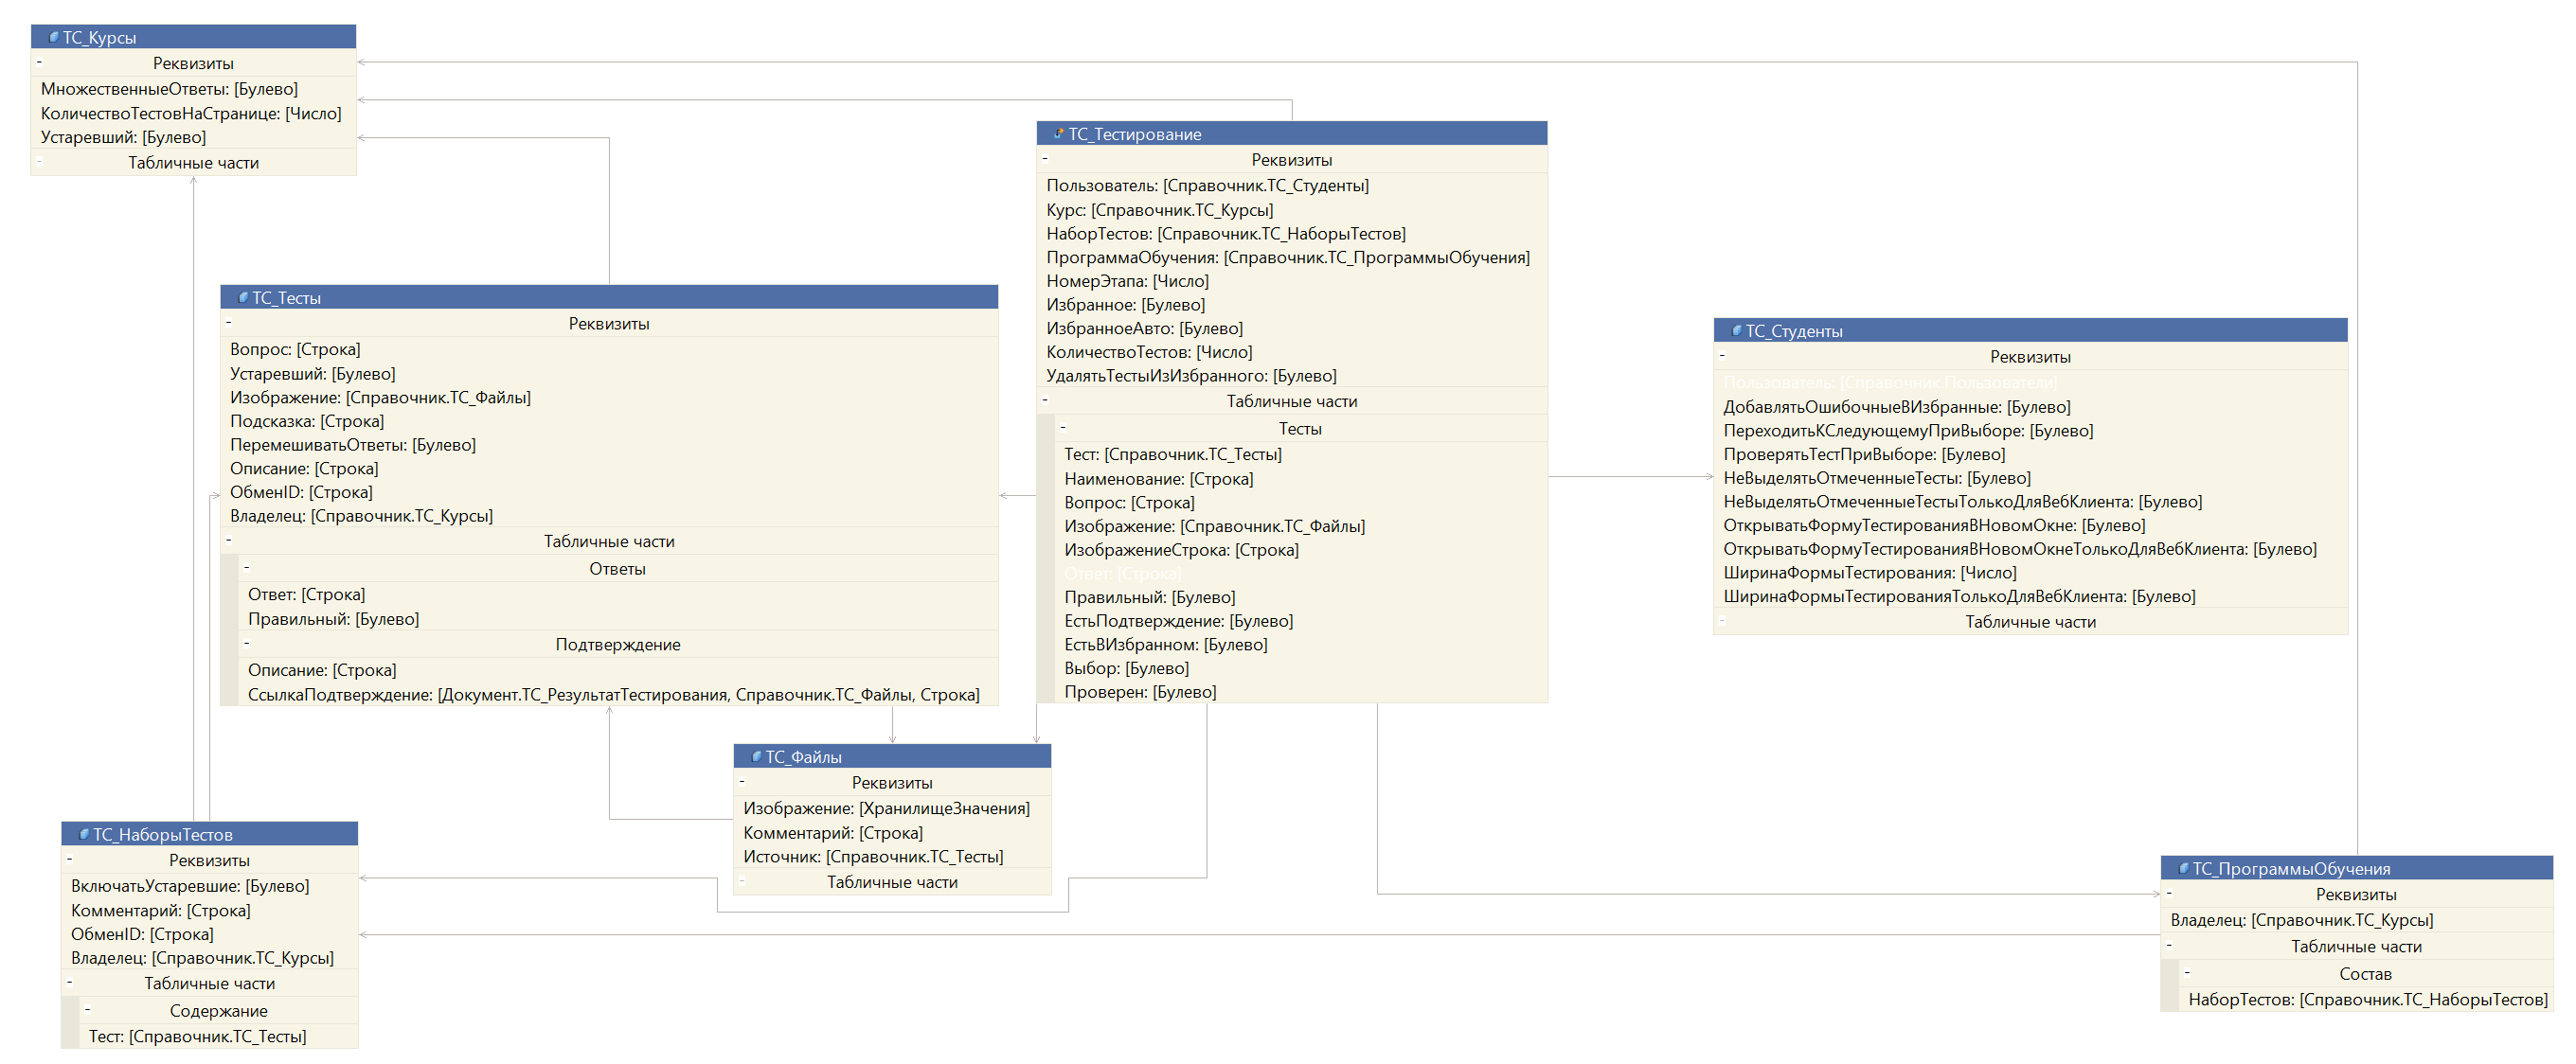 ТС_Курсы
Реквизиты
МножественныеОтветы: [Булево]
КоличествоТестовНаСтранице: [Число]
Устаревший: [Булево]
Табличные части
ТС_Тестирование
Реквизиты
Пользователь: [Справочник.ТС_Студенты]
Курс: [Справочник.ТС_Курсы]
НаборТестов: [Справочник.ТС_НаборыТестов]
ПрограммаОбучения: [Справочник.ТС_ПрограммыОбучения]
НомерЭтапа: [Число]
Избранное: [Булево]
ИзбранноеАвто: [Булево]
КоличествоТестов: [Число]
УдалятьТестыИзИзбранного: [Булево]
Табличные части
Тесты
Тест: [Справочник.ТС_Тесты]
Наименование: [Строка]
Вопрос: [Строка]
Изображение: [Справочник.ТС_Файлы]
ИзображениеСтрока: [Строка]
Ответ: [Строка]
Правильный: [Булево]
ЕстьПодтверждение: [Булево]
ЕстьВИзбранном: [Булево]
Выбор: [Булево]
Проверен: [Булево]
ТС_Тесты
Реквизиты
Вопрос: [Строка]
Устаревший: [Булево]
Изображение: [Справочник.ТС_Файлы]
Подсказка: [Строка]
ПеремешиватьОтветы: [Булево]
Описание: [Строка]
ОбменID: [Строка]
Владелец: [Справочник.ТС_Курсы]
Табличные части
Ответы
Ответ: [Строка]
Правильный: [Булево]
Подтверждение
Описание: [Строка]
СсылкаПодтверждение: [Документ.ТС_РезультатТестирования, Справочник.ТС_Файлы, Строка]
ТС_Студенты
Реквизиты
Пользователь: [Справочник.Пользователи]
ДобавлятьОшибочныеВИзбранные: [Булево]
ПереходитьКСледующемуПриВыборе: [Булево]
ПроверятьТестПриВыборе: [Булево]
НеВыделятьОтмеченныеТесты: [Булево]
НеВыделятьОтмеченныеТестыТолькоДляВебКлиента: [Булево]
ОткрыватьФормуТестированияВНовомОкне: [Булево]
ОткрыватьФормуТестированияВНовомОкнеТолькоДляВебКлиента: [Булево]
ШиринаФормыТестирования: [Число]
ШиринаФормыТестированияТолькоДляВебКлиента: [Булево]
Табличные части
ТС_Файлы
Реквизиты
Изображение: [ХранилищеЗначения]
Комментарий: [Строка]
Источник: [Справочник.ТС_Тесты]
Табличные части
ТС_НаборыТестов
Реквизиты
ВключатьУстаревшие: [Булево]
Комментарий: [Строка]
ОбменID: [Строка]
Владелец: [Справочник.ТС_Курсы]
Табличные части
Содержание
Тест: [Справочник.ТС_Тесты]
ТС_ПрограммыОбучения
Реквизиты
Владелец: [Справочник.ТС_Курсы]
Табличные части
Состав
НаборТестов: [Справочник.ТС_НаборыТестов]